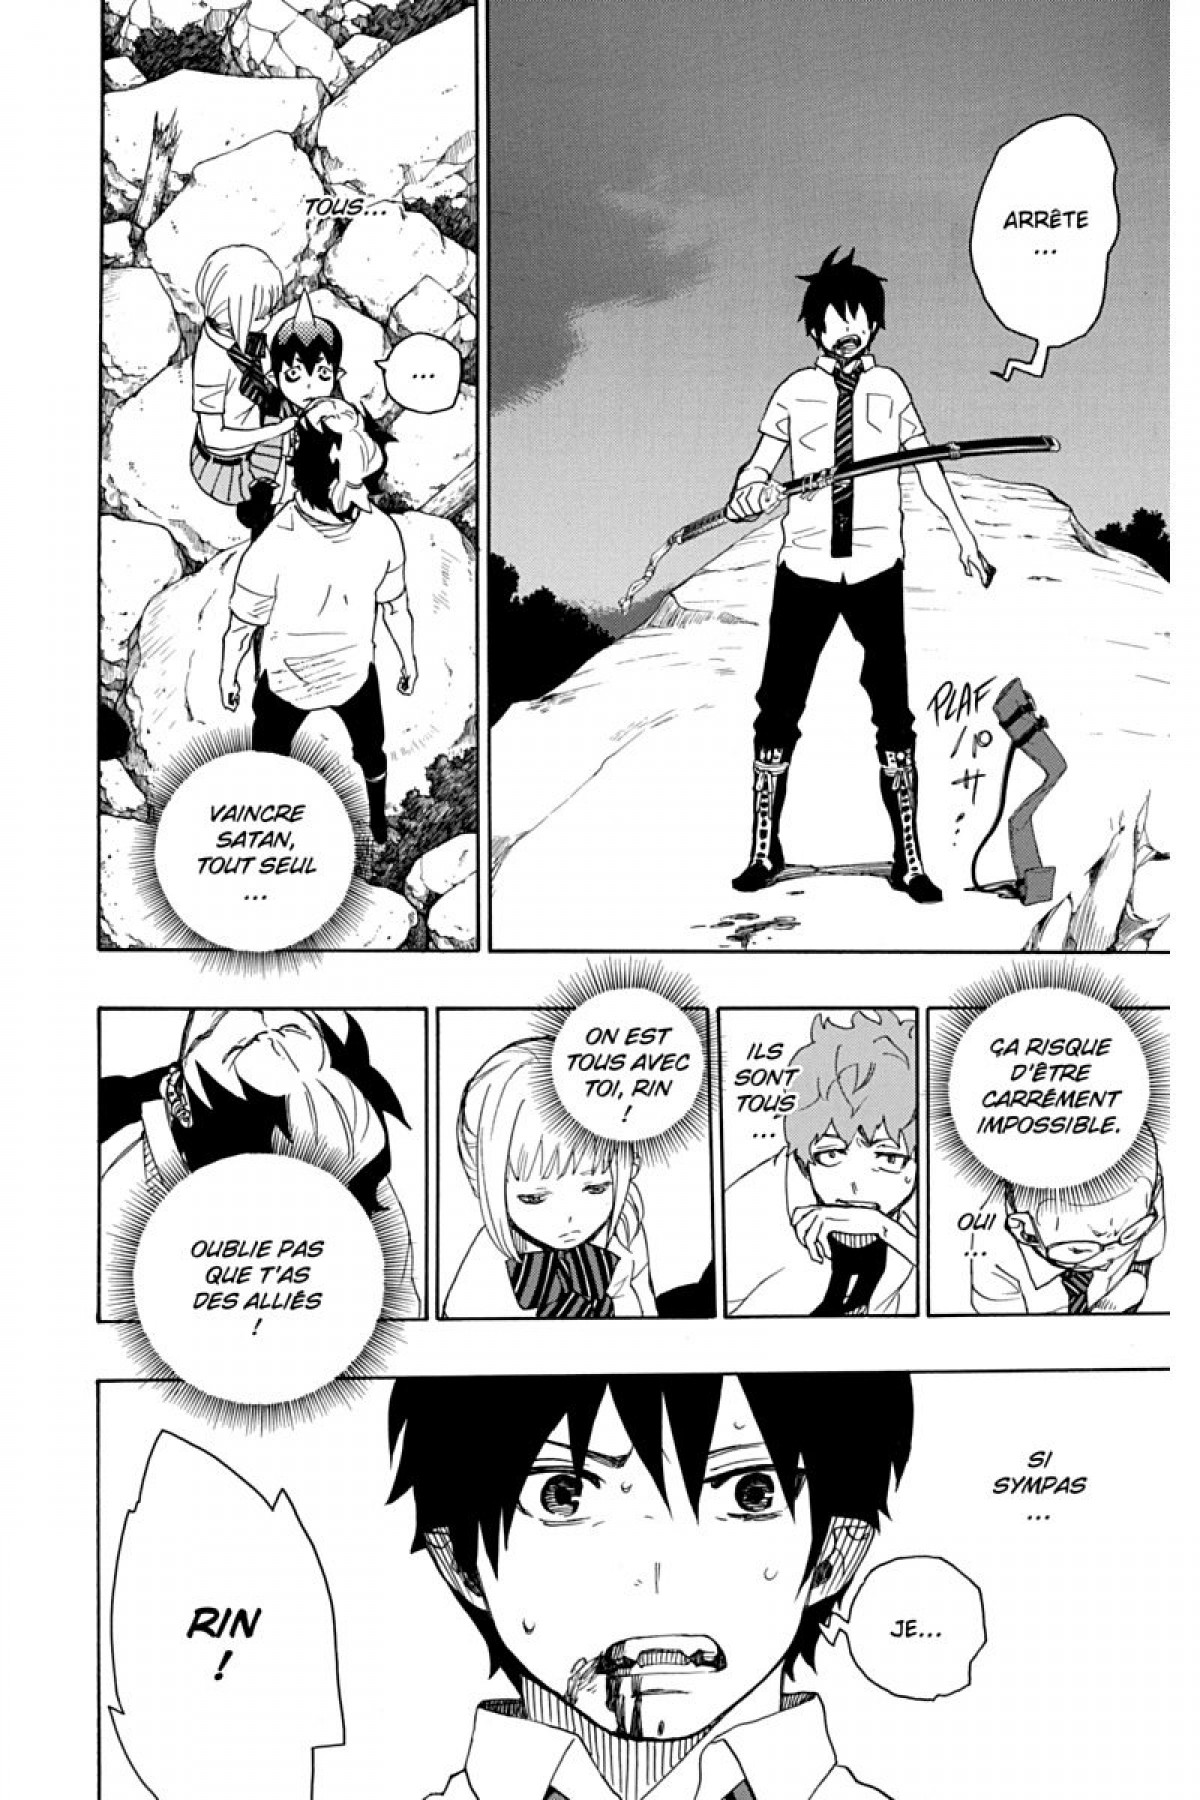 ARRÊTE
...
PLAF
TOUS...
...
VAINCRE
SATAN,
TOUT SEUL
...
ÇA RISQUE
D'ÊTRE
CARRÉMENT
IMPOSSIBLE.
OUI
...
ILS
SONT
TOUS
...
ON EST
TOUS AVEC
TOI, RIN
!
OUBLIE PAS
QUE T'AS
DES ALLIÉS
!
SI
SYMPAS
...
JE...
RIN
!